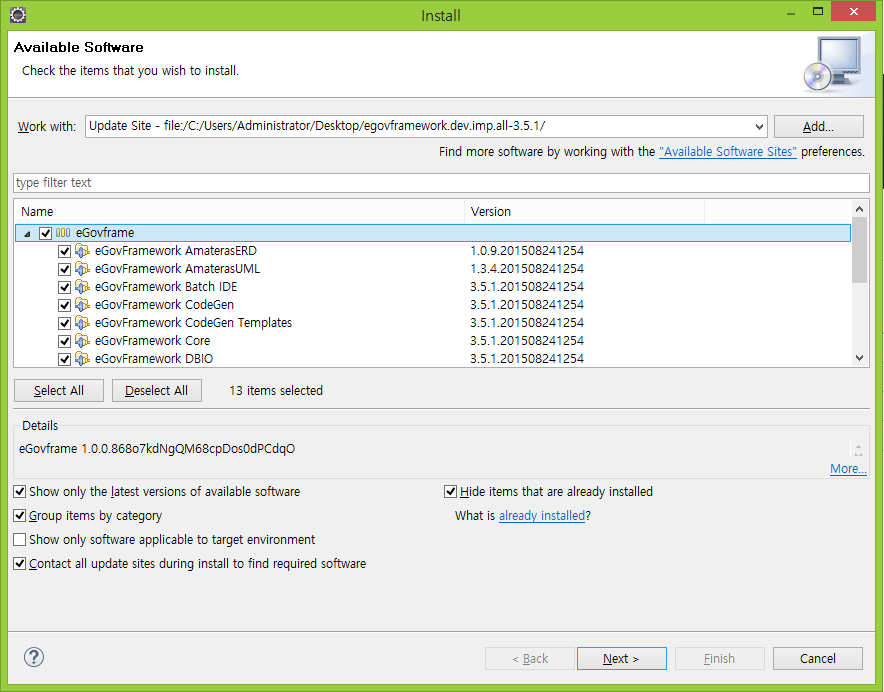 Install
Available Software
Check the items that you wish to install.
Work with: Update Site - file:/C:/Users/Administrator/Desktop/egovframework.dev.imp.all-3.5.1/ Add...
Find more software by working with the "Available Software Sites" preferences.
type filter text
Name Version
eGovframe
eGovFramework AmaterasERD 1.0.9.201508241254
eGovFramework AmaterasUML 1.3.4.201508241254
eGovFramework Batch IDE 3.5.1.201508241254
eGovFramework CodeGen 3.5.1.201508241254
eGovFramework CodeGen Templates 3.5.1.201508241254
eGovFramework Core 3.5.1.201508241254
eGovFramework DBIO 3.5.1.201508241254
Select All Deselect All 13 items selected
Details
eGovframe 1.0.0.868o7kdNgQM68cpDos0dPCdqO
More...
Show only the latest versions of available software Hide items that are already installed
Group items by category What is already installed?
Show only software applicable to target environment
Contact all update sites during install to find required software
? < Back Next > Finish Cancel